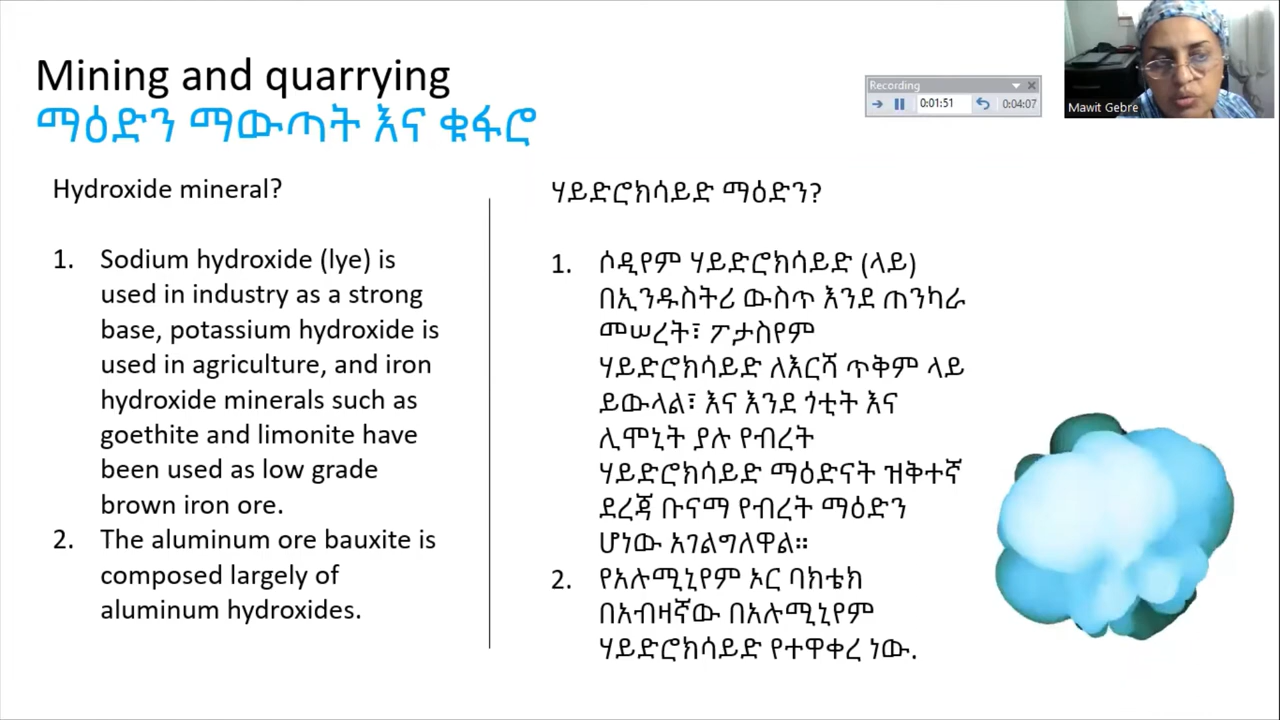 Mining and quarrying
ማዕድን ማውጣት እና ቁፋሮ
Recording
0:01:51
0:04:07
Mawit Gebre
Hydroxide mineral?
1. Sodium hydroxide (lye) is
used in industry as a strong
base, potassium hydroxide is
used in agriculture, and iron
hydroxide minerals such as
goethite and limonite have
been used as low grade
brown iron ore.
2. The aluminum ore bauxite is
composed largely of
aluminum hydroxides.
ሃይድሮክሳይድ ማዕድን?
1. ሶዲየም ሃይድሮክሳይድ (ላይ)
በኢንዱስትሪ ውስጥ እንደ ጠንካራ
መሠረት፣ ፖታስየም
ሃይድሮክሳይድ ለእርሻ ጥቅም ላይ
ይውላል፣ እና እንደ ጎቲት እና
ሊሞኒት ያሉ የብረት
ሃይድሮክሳይድ ማዕድናት ዝቅተኛ
ደረጃ ቡናማ የብረት ማዕድን
ሆነው አገልግለዋል።
2. የአሉሚኒየም ኦር ባክቴክ
በአብዛኛው በአሉሚኒየም
ሃይድሮክሳይድ የተዋቀረ ነው.